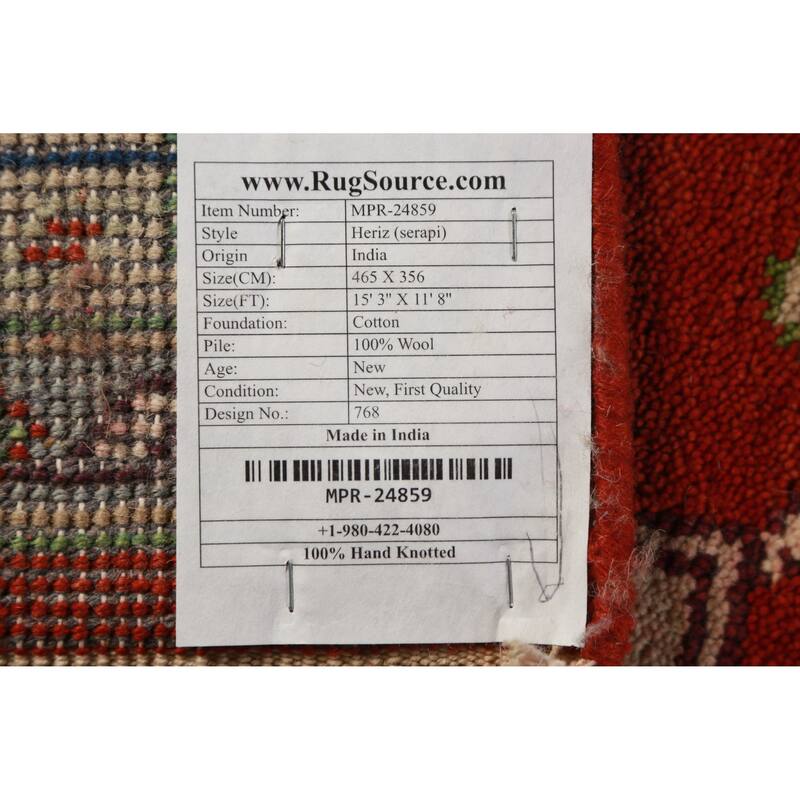 www.RugSource.com
Item Number: MPR-24859
Style Heriz (serapi)
Origin India
Size(CM): 465 X 356
Size(FT): 15' 3" X 11' 8"
Foundation: Cotton
Pile: 100% Wool
Age: New
Condition: New, First Quality
Design No.: 768
Made in India
MPR-24859
+1-980-422-4080
100% Hand Knotted